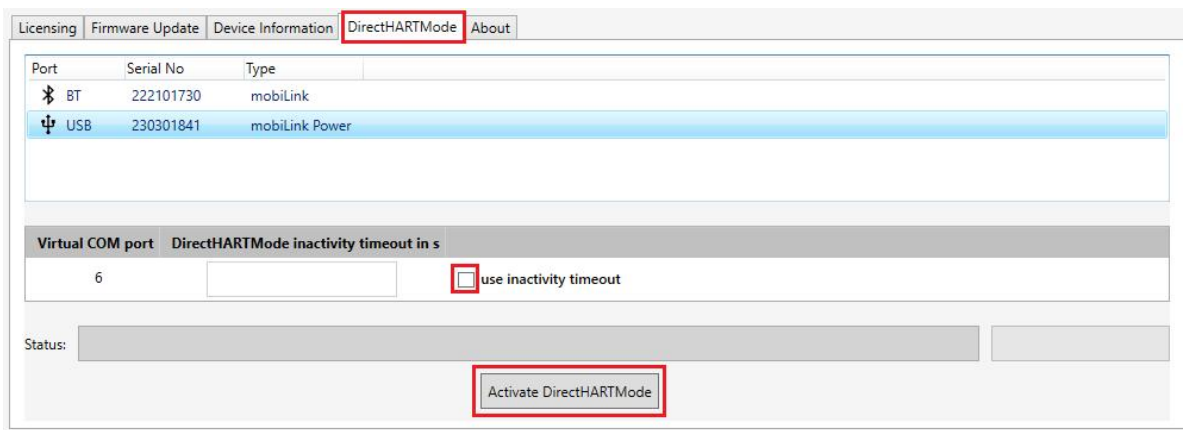 Licensing Firmware Update Device Information DirectHARTMode About
Port Serial No Type
BT 222101730 mobiLink
USB 230301841 mobiLink Power
Virtual COM port DirectHARTMode inactivity timeout in s
6 use inactivity timeout
Status:
Activate DirectHARTMode